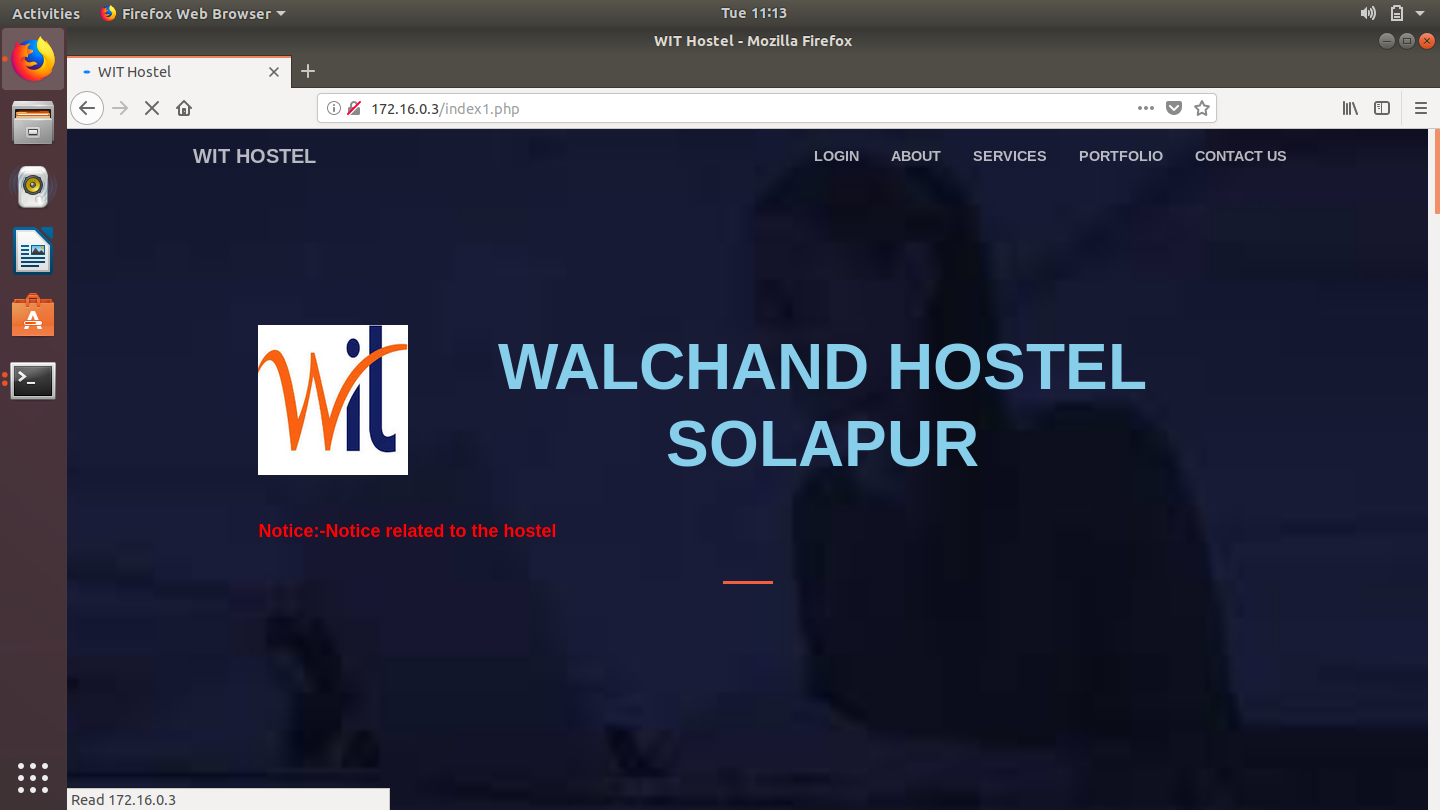 Activities Firefox Web Browser Tue 11:13
WIT Hostel - Mozilla Firefox
WIT Hostel
172.16.0.3/index1.php
WIT HOSTEL LOGIN ABOUT SERVICES PORTFOLIO CONTACT US
wit
WALCHAND HOSTEL
SOLAPUR
Notice:-Notice related to the hostel
Read 172.16.0.3